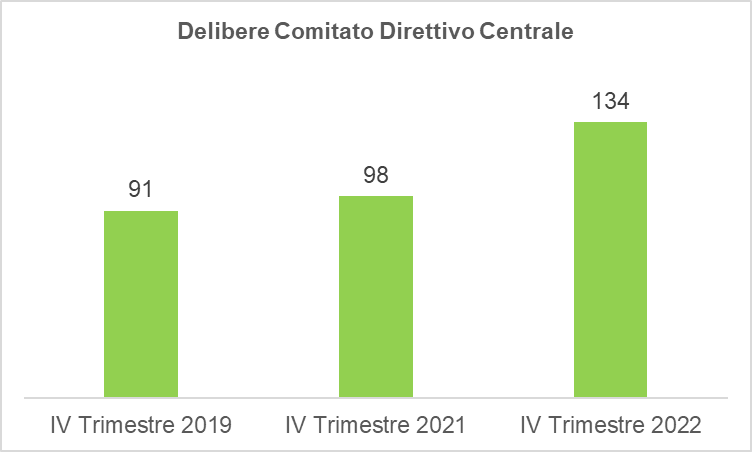 Delibere Comitato Direttivo Centrale
134
98
91
IV Trimestre 2019 IV Trimestre 2021 IV Trimestre 2022